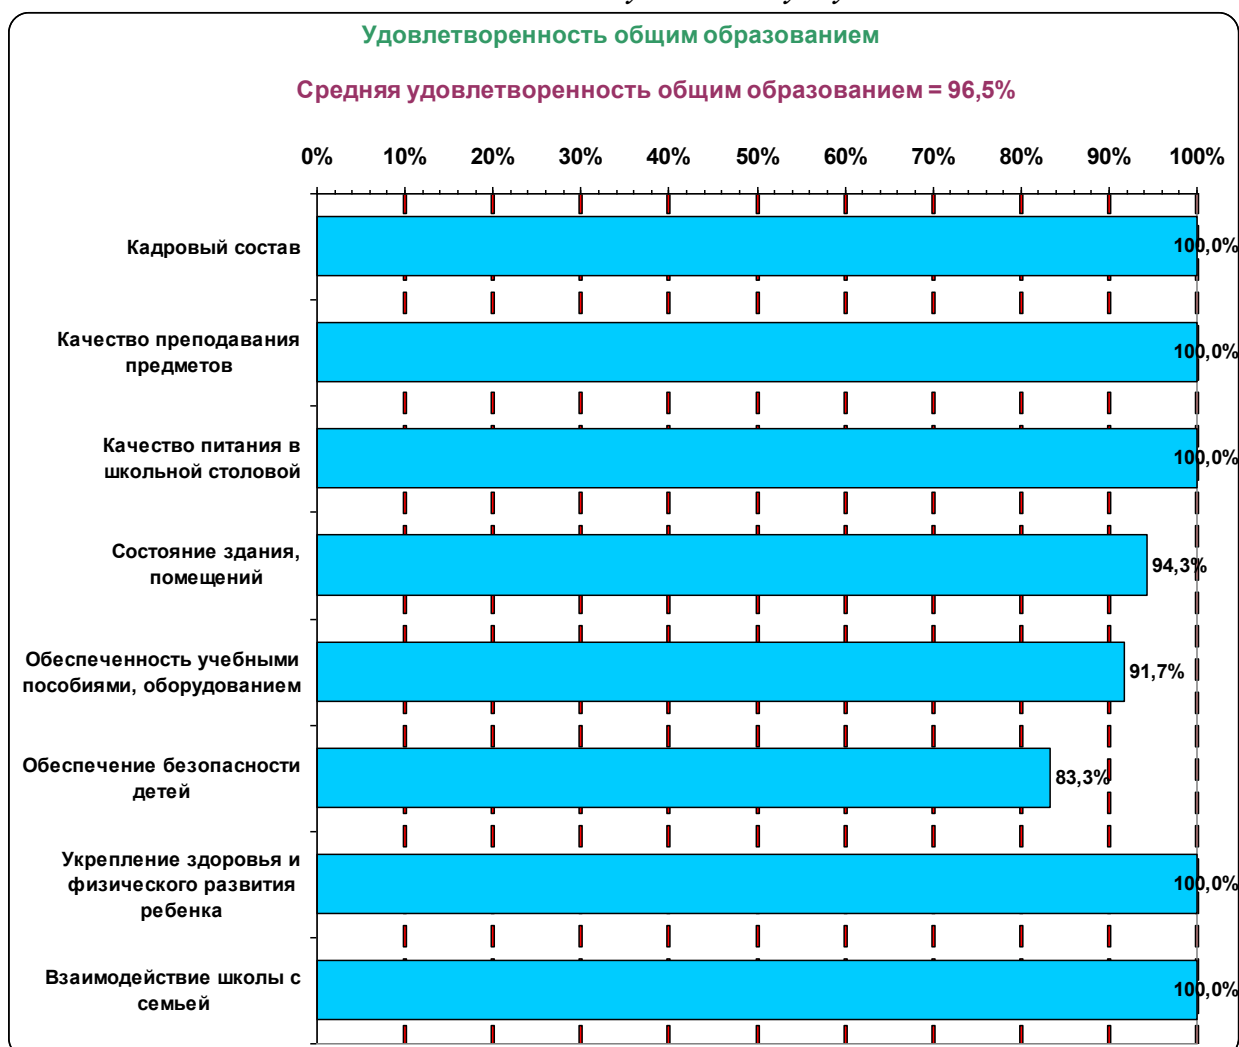 Удовлетворенность общим образованием
Средняя удовлетворенность общим образованием = 96,5%
0% 10% 20% 30% 40% 50% 60% 70% 80% 90% 100%
Кадровый состав
100,0%
Качество преподавания
предметов
100,0%
Качество питания в
школьной столовой
100,0%
Состояние здания,
помещений
94,3%
Обеспеченность учебными
пособиями, оборудованием
91,7%
Обеспечение безопасности
детей
83,3%
Укрепление здоровья и
физического развития
ребенка
100,0%
Взаимодействие школы с
семьей
100,0%